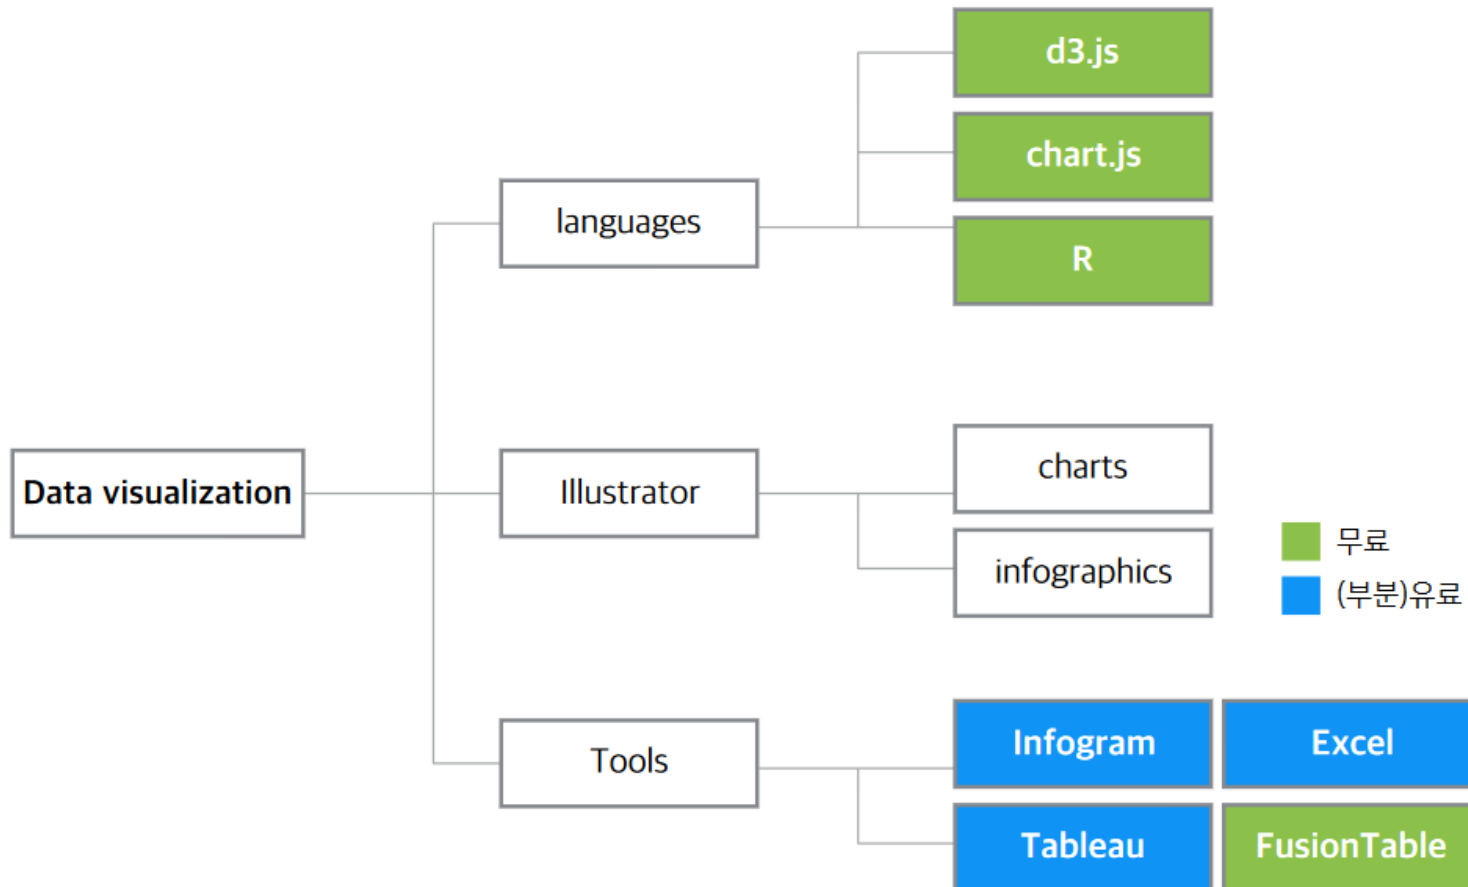 d3.js
chart.js
languages
R
Data visualization
Illustrator
charts
infographics
무료
(부분)유료
Tools
Infogram
Excel
Tableau
FusionTable